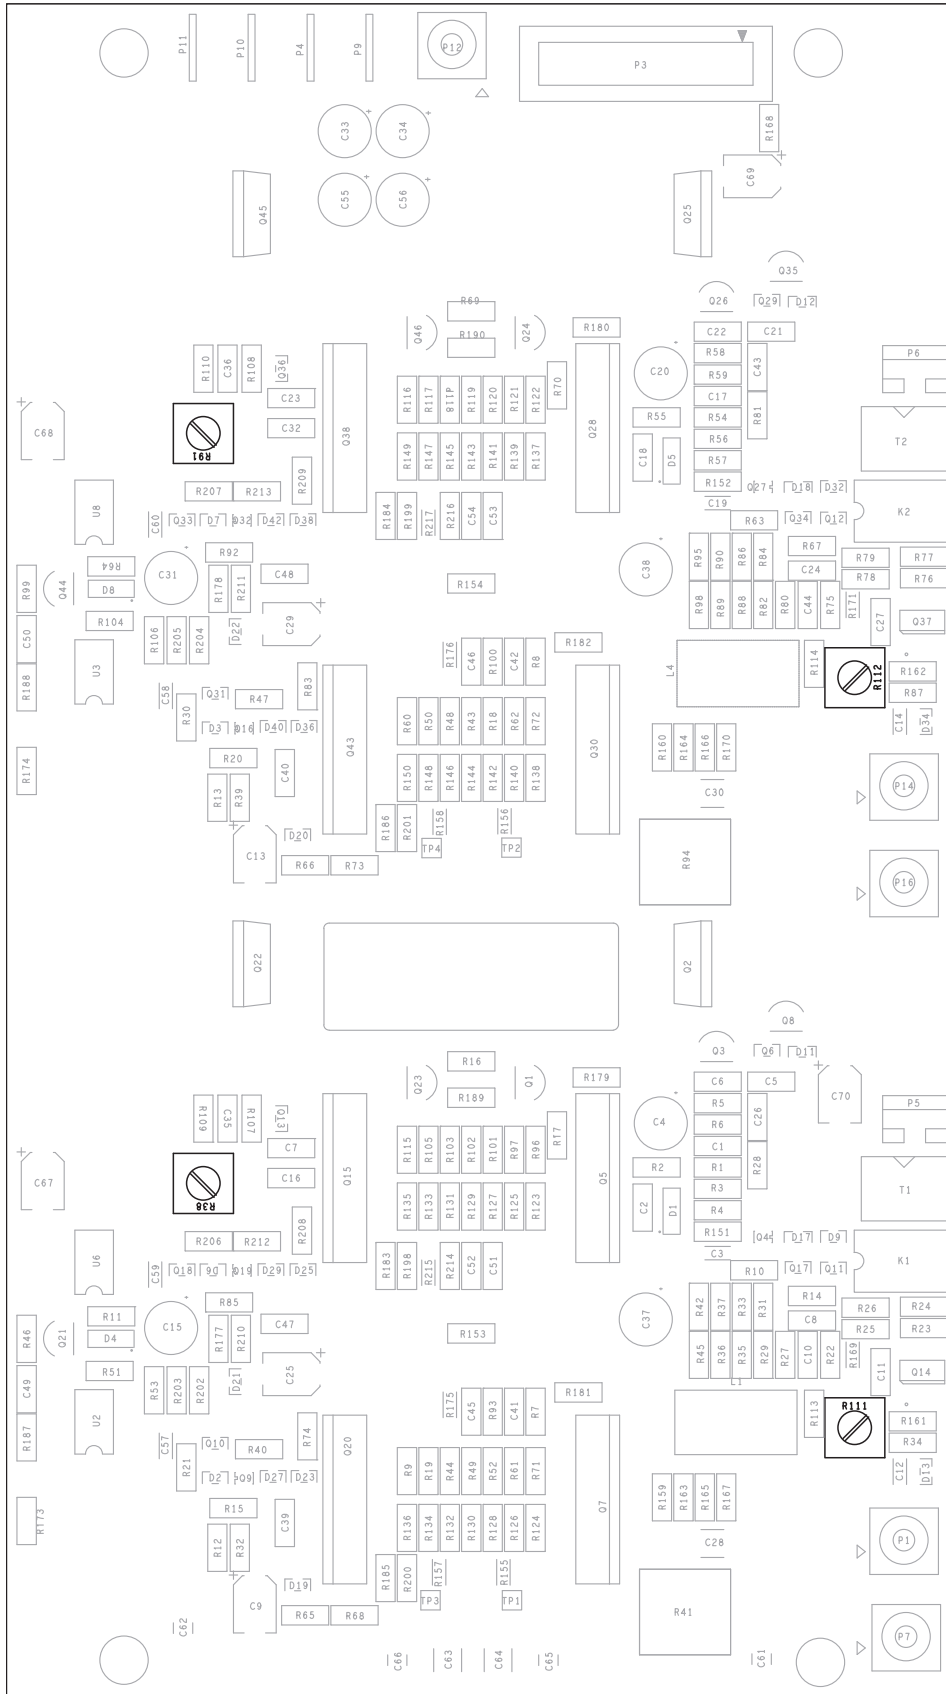 P11 P10 P4 P9 P12 P3
C33 C34 R168
C55 C56 C69
Q45 Q25
Q35
Q26 Q29 D12
R69
Q46 R190 Q24 R180 C22 C21
R110 C36 R108 Q36 R58 C43 P6
C20 R59
C23 R116 R117 R118 R119 R120 R121 R122 R70 C17
R55 R54 R81
C68 R91 C32 Q38 R149 R147 R145 R143 R141 R139 R137 Q28 R56 T2
C18 D5 R57
R207 R213 R209 R152 Q27 D18 D32
U8 R184 R199 R217 R216 C54 C53 C19 K2
C60 Q33 D7 Q32 D42 D38 R63 Q34 Q12
R92 R95 R90 R86 R84 R67 R79 R77
R94 C31 C48 C38 C24 R78 R76
R99 Q44 D8 R178 R211 R154 R98 R89 R88 R82 R80 C44 R75 R171
R104 C29 C27 Q37
C50 R106 R205 R204 D22 R182
U3 R176 C46 R100 C42 R8 L4 R114 R112 R162
R188 C58 Q31 R83 R87
R30 R47 R60 R50 R48 R43 R18 R62 R72 C14 D34
D3 Q16 D40 D36 Q43 Q30 R160 R164 R166 R170
R174 R20 C40 R150 R148 R146 R144 R142 R140 R138
R13 R39 C30 P14
R186 R201 R158 R156
C13 D20 TP4 TP2 R94
R66 R73 P16
Q22 Q2
Q8
Q3 Q6 D11
R16
Q23 R189 Q1 R179 C6 C5 C70
R109 C35 R107 Q13 R5 C26 P5
C4 R6
C7 R115 R105 R103 R102 R101 R97 R96 R17 C1
R2 R1 R28
C67 R38 C16 Q15 R135 R133 R131 R129 R127 R125 R123 Q5 R3 T1
C2 D1 R4
R206 R212 R208 R151 Q4 D17 D9
U6 R183 R198 R215 R214 C52 C51 C3 K1
C59 Q18 D6 Q19 D29 D25 R10 Q17 Q11
R85 R42 R37 R33 R31 R14 R26 R24
R11 C15 C47 C37 C8 R25 R23
R46 Q21 D4 R177 R210 R153 R45 R36 R35 R29 R27 C10 R22 R169
R51 C25 C11 Q14
C49 R53 R203 R202 D21 R181 L1
U2 R175 C45 R93 C41 R7 R113 R111 R161
R187 C57 Q10 R74 R34
R21 R40 Q20 R9 R19 R44 R49 R52 R61 R71 C12 D13
D2 Q9 D27 D23 Q7 R159 R163 R165 R167
R173 R15 C39 R136 R134 R132 R130 R128 R126 R124
R12 R32 C28 P1
R185 R200 R157 R155
C9 D19 TP3 TP1 R41
C62 R65 R68 P7
C66 C63 C64 C65 C61